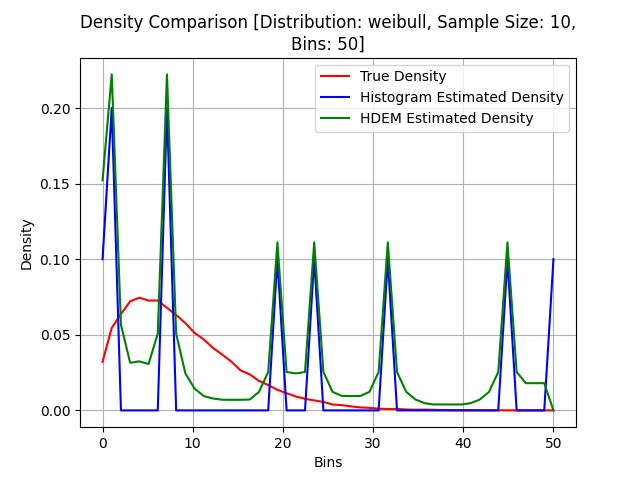 Density Comparison [Distribution: weibull, Sample Size: 10,
Bins: 50]
True Density
Histogram Estimated Density
HDEM Estimated Density
Density
0.20
0.15
0.10
0.05
0.00
0
10
20
30
40
50
Bins